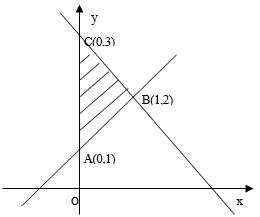 y
C(0,3)
B(1,2)
A(0,1)
O
x